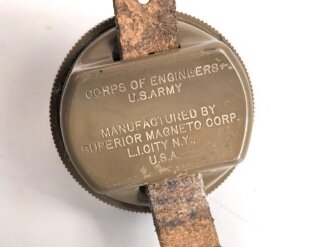 CORPS OF ENGINEERS
U.S. ARMY
MANUFACTURED BY
SUPERIOR MAGNETO CORP.
L.I. CITY N.Y.,
U.S.A.